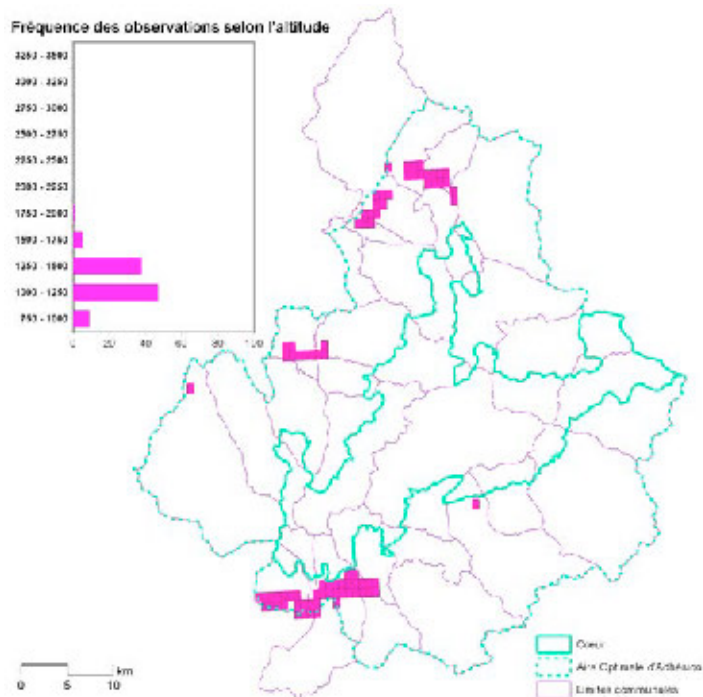 Fréquence des observations selon l'altitude
3250 - 3500
3000 - 3250
2750 - 3000
2500 - 2750
2250 - 2500
2000 - 2250
1750 - 2000
1500 - 1750
1250 - 1500
1000 - 1250
750 - 1000
0 20 40 60 80 100
0 5 10 km
Coeur
Aire Optimale d'Adhésion
Limites communales